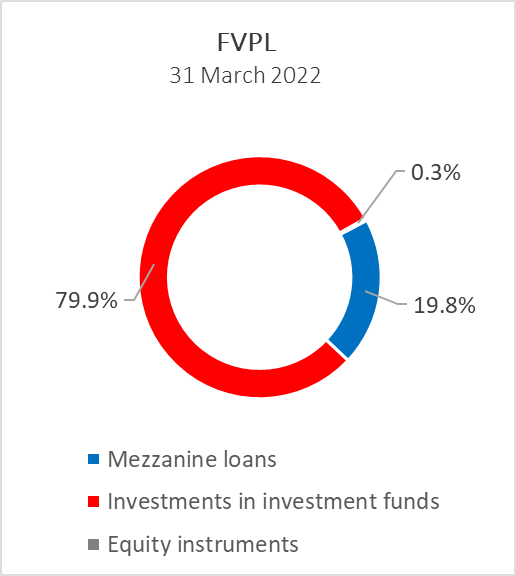 FVPL
31 March 2022
0.3%
79.9%
19.8%
Mezzanine loans
Investments in investment funds
Equity instruments